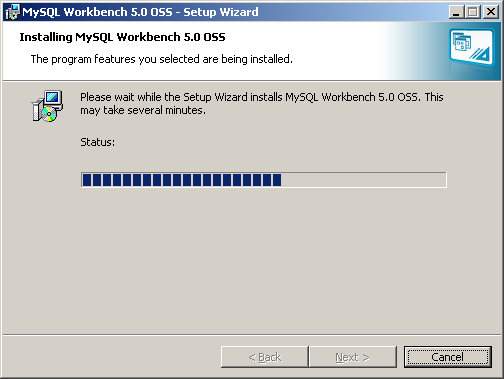 MySQL Workbench 5.0 OSS - Setup Wizard
Installing MySQL Workbench 5.0 OSS
The program features you selected are being installed.
Please wait while the Setup Wizard installs MySQL Workbench 5.0 OSS. This
may take several minutes.
Status:
< Back Next > Cancel